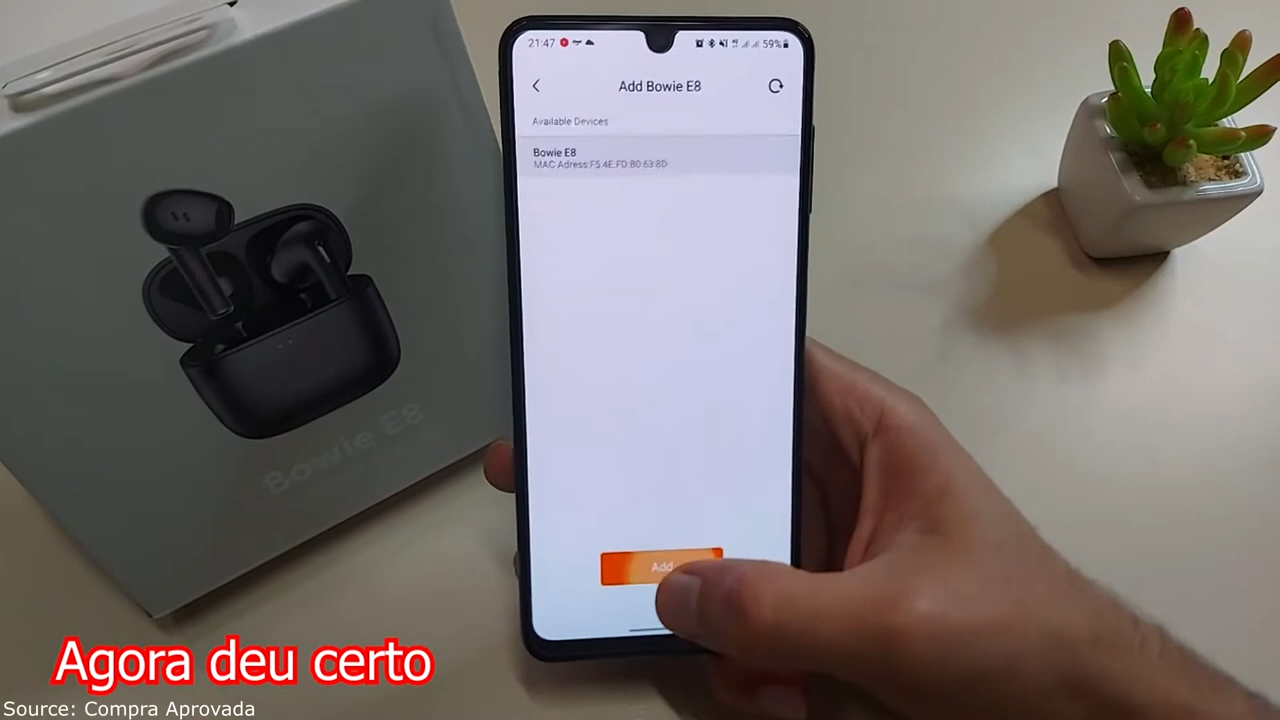 21:47
59%
Add Bowie E8
Available Devices
Bowie E8
MAC Adress:F5:4E:FD:B0:63:8D
Add
Bowie E8
Agora deu certo
Source: Compra Aprovada